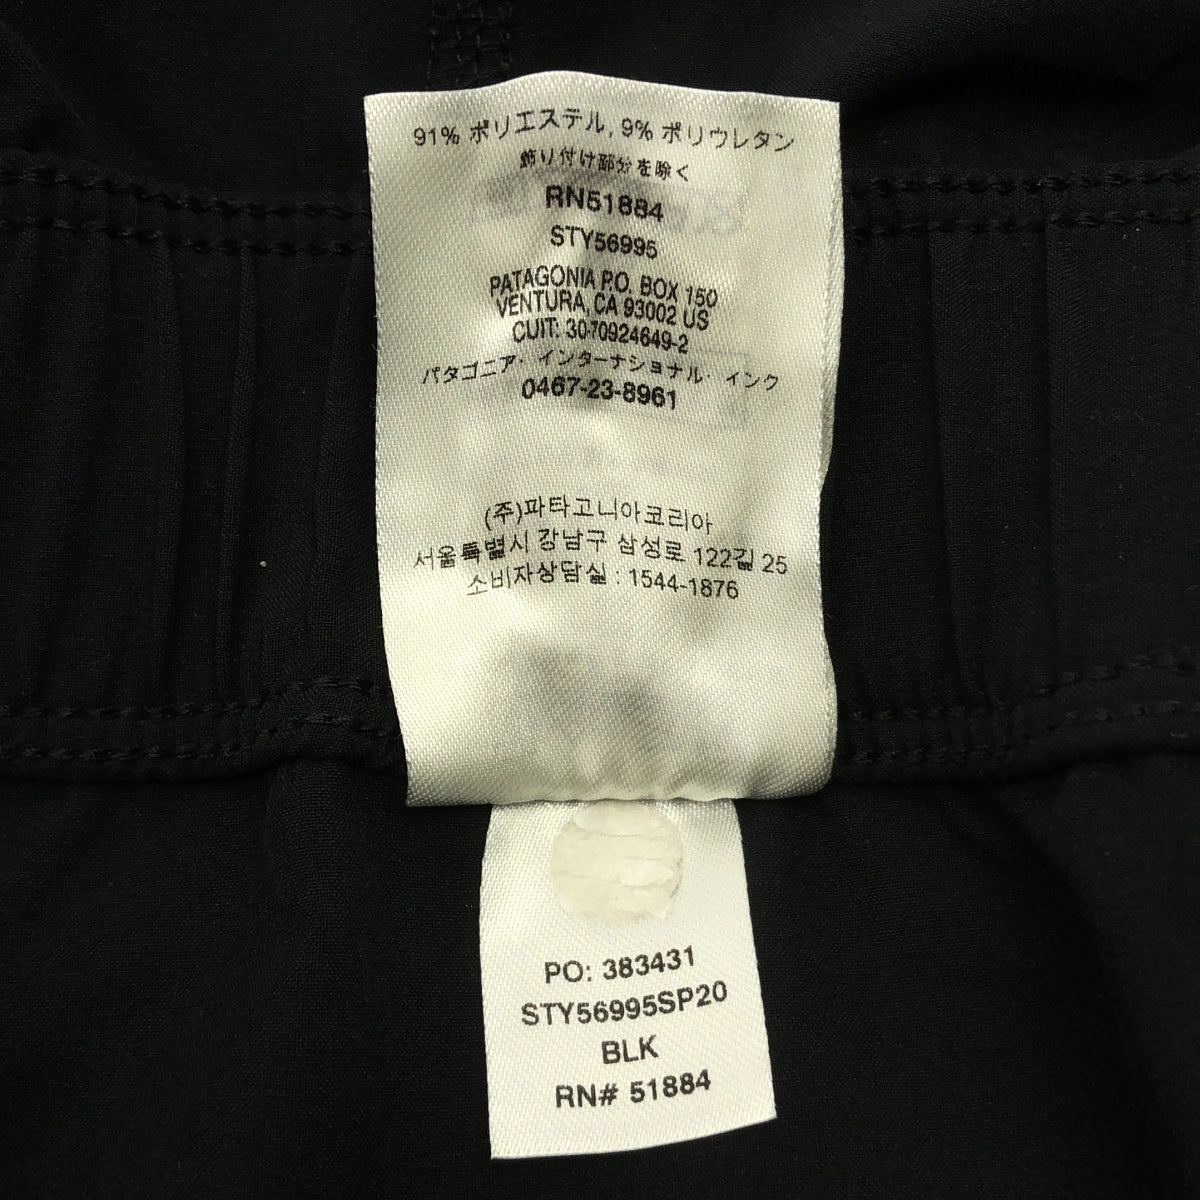 91% ポリエステル, 9% ポリウレタン
飾り付け部分を除く
RN51884
STY56995
PATAGONIA P.O. BOX 150
VENTURA, CA 93002 US
CUIT: 30-70924649-2
パタゴニア・インターナショナル・インク
0467-23-8961
(주)파타고니아코리아
서울특별시 강남구 삼성로 122길 25
소비자상담실 : 1544-1876
PO: 383431
STY56995SP20
BLK
RN# 51884